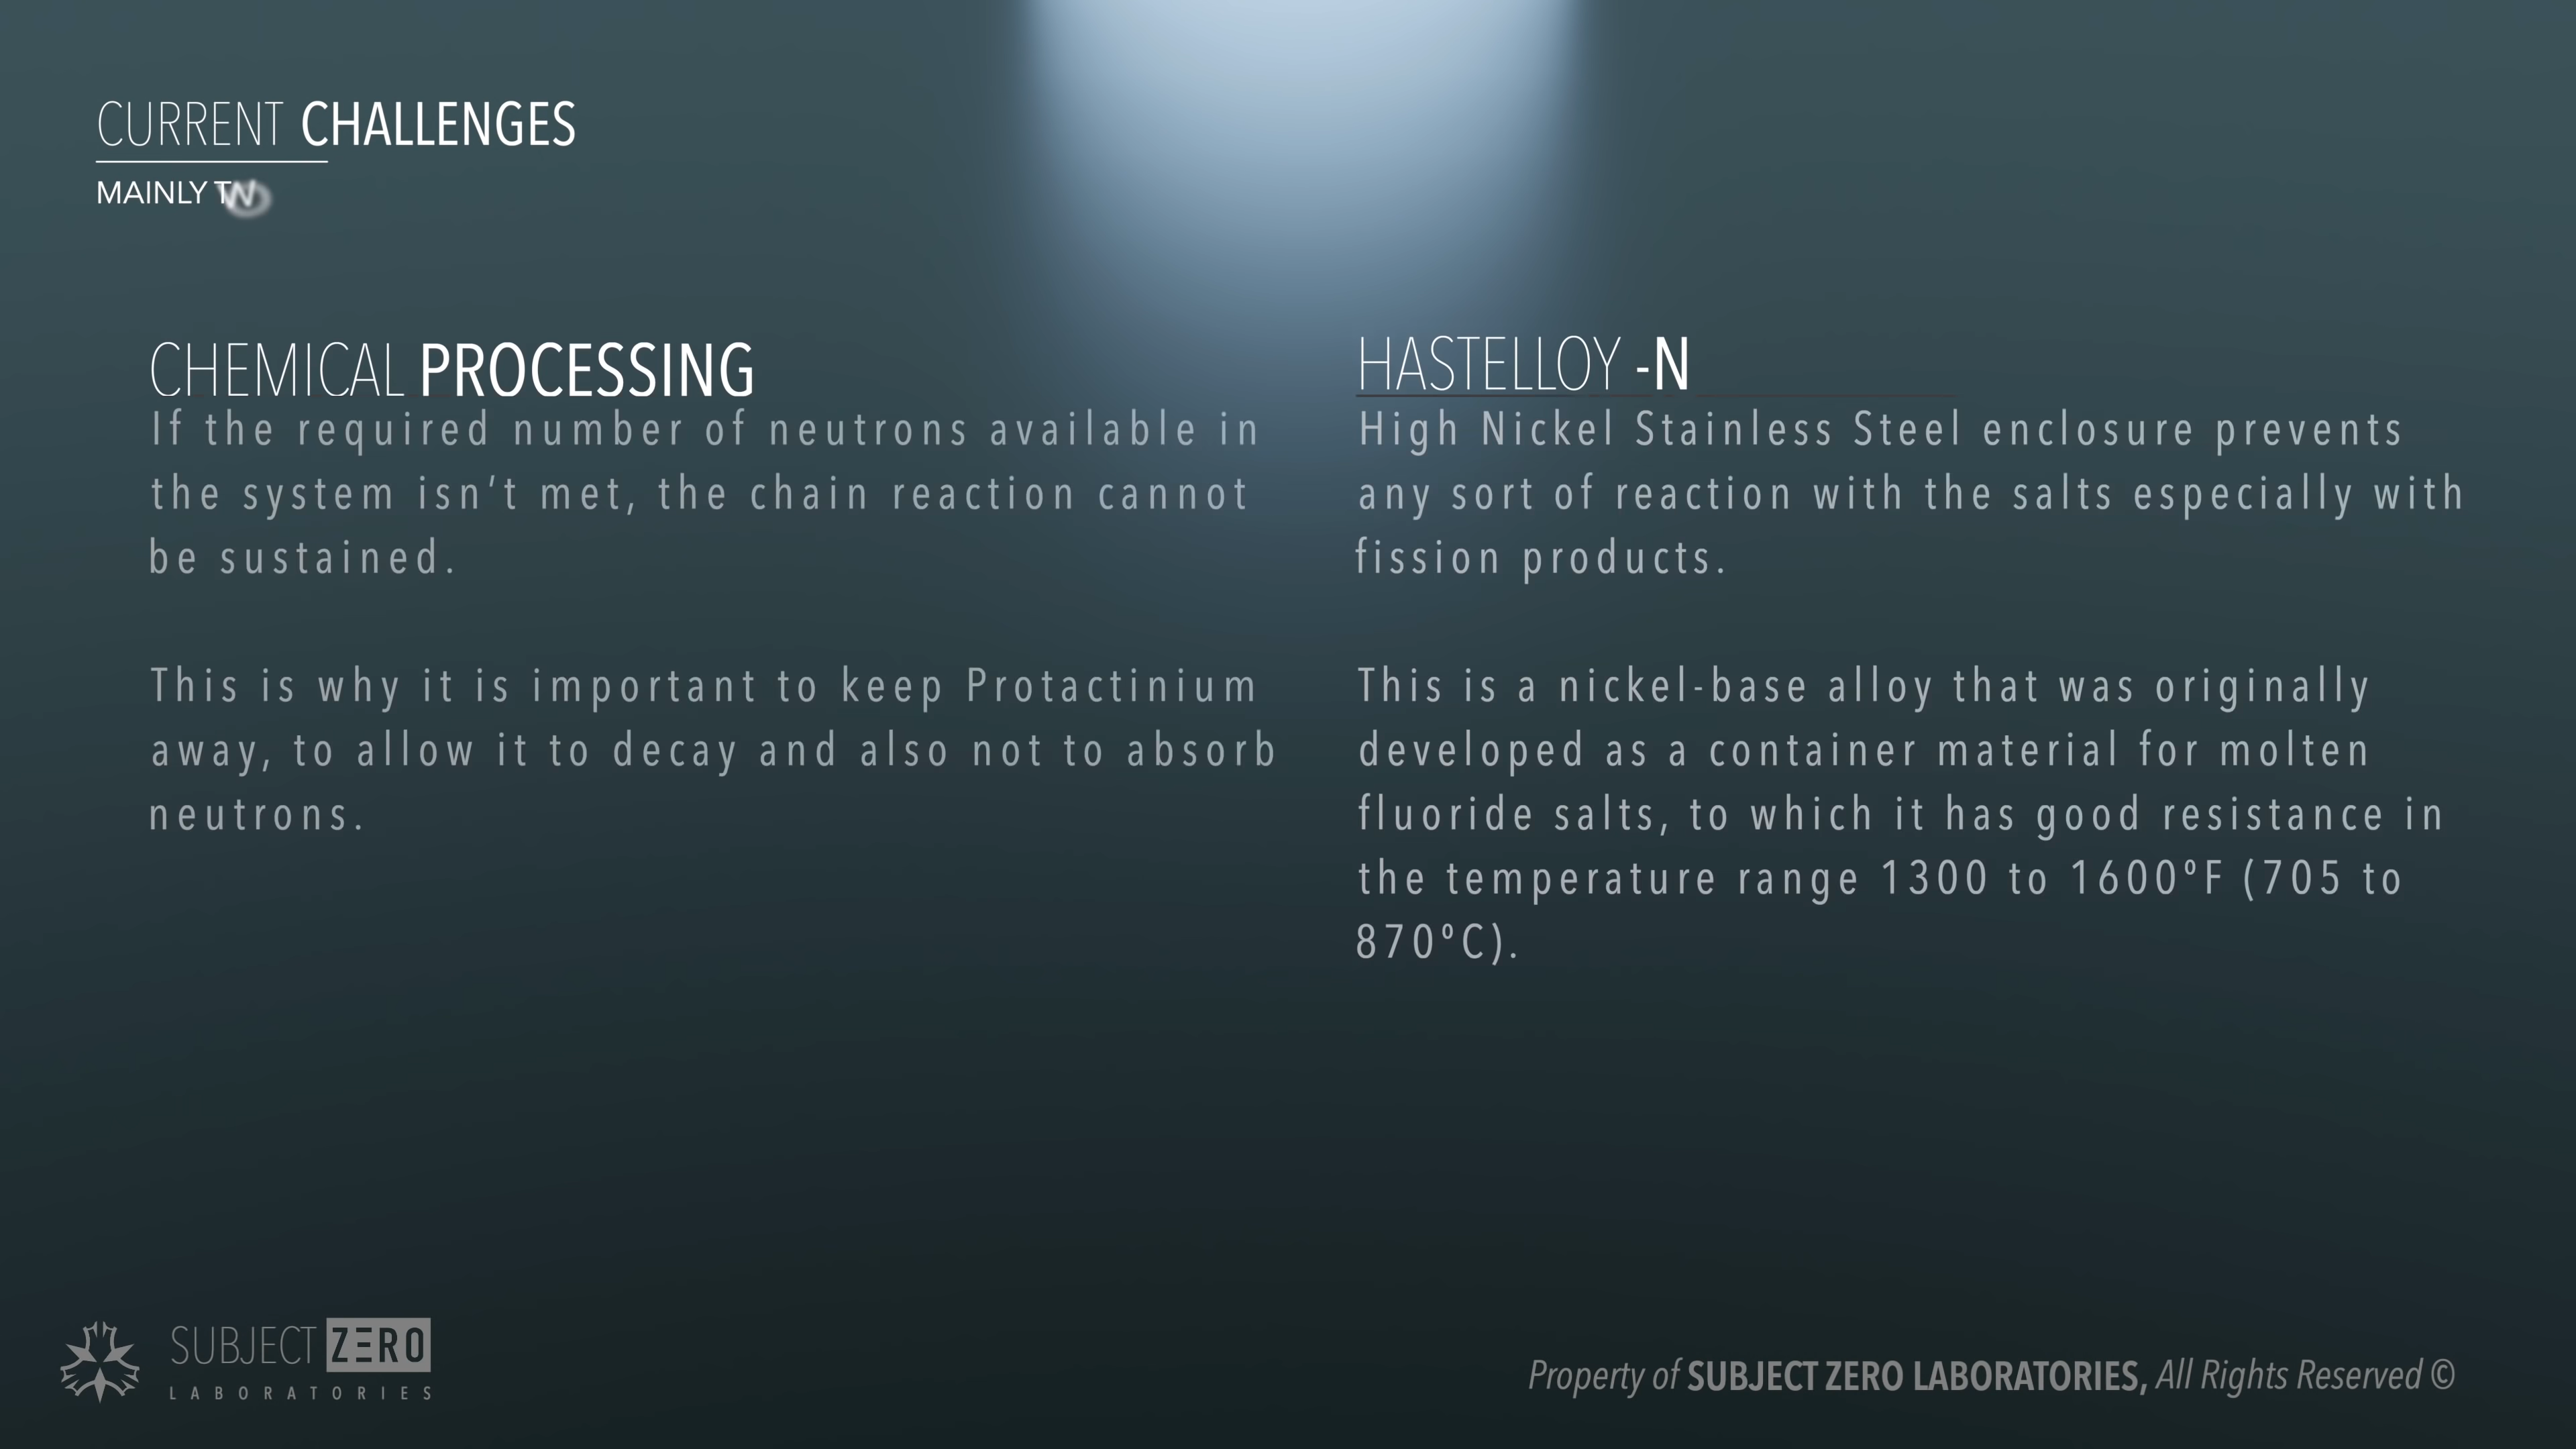 CURRENT CHALLENGES
MAINLY TWO
CHEMICAL PROCESSING
If the required number of neutrons available in
the system isn't met, the chain reaction cannot
be sustained.
This is why it is important to keep Protactinium
away, to allow it to decay and also not to absorb
neutrons.
HASTELLOY -N
High Nickel Stainless Steel enclosure prevents
any sort of reaction with the salts especially with
fission products.
This is a nickel-base alloy that was originally
developed as a container material for molten
fluoride salts, to which it has good resistance in
the temperature range 1300 to 1600ºF (705 to
870ºC).
SUBJECT ZERO
LABORATORIES
Property of SUBJECT ZERO LABORATORIES, All Rights Reserved ©